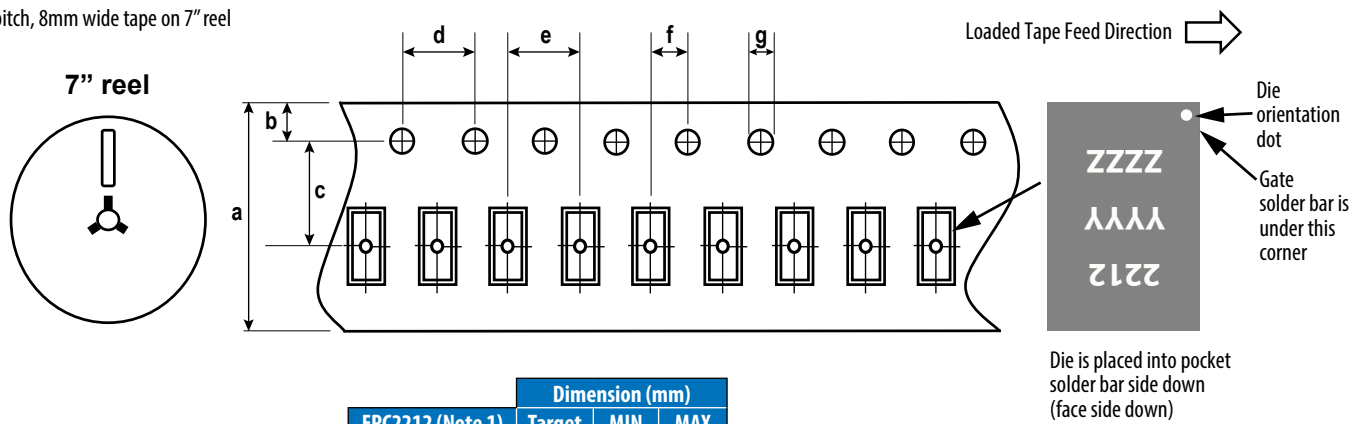 pitch, 8mm wide tape on 7” reel
Loaded Tape Feed Direction
7” reel
a
b
c
d
e
f
g
Die
orientation
dot
Gate
solder bar is
under this
corner
2212
YYYY
ZZZZ
Die is placed into pocket
solder bar side down
(face side down)
Dimension (mm)
EPC2212 (Note 1) Target MIN MAX